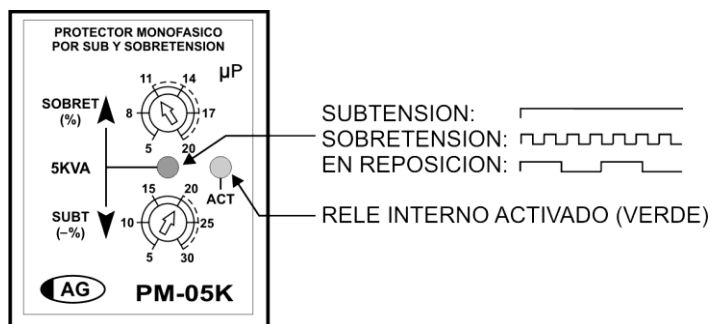 PROTECTOR MONOFASICO
POR SUB Y SOBRETENSION
µP
11 14
SOBRET
(%)
8 17
5 20
5KVA
ACT
SUBT
(–%)
15 20
10 25
5 30
AG PM-05K
SUBTENSION:
SOBRETENSION:
EN REPOSICION:
RELE INTERNO ACTIVADO (VERDE)